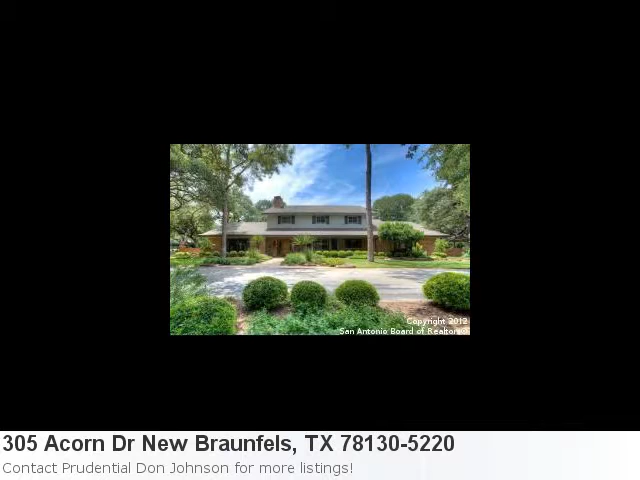 Copyright 2012
San Antonio Board of Realtors©
305 Acorn Dr New Braunfels, TX 78130-5220
Contact Prudential Don Johnson for more listings!